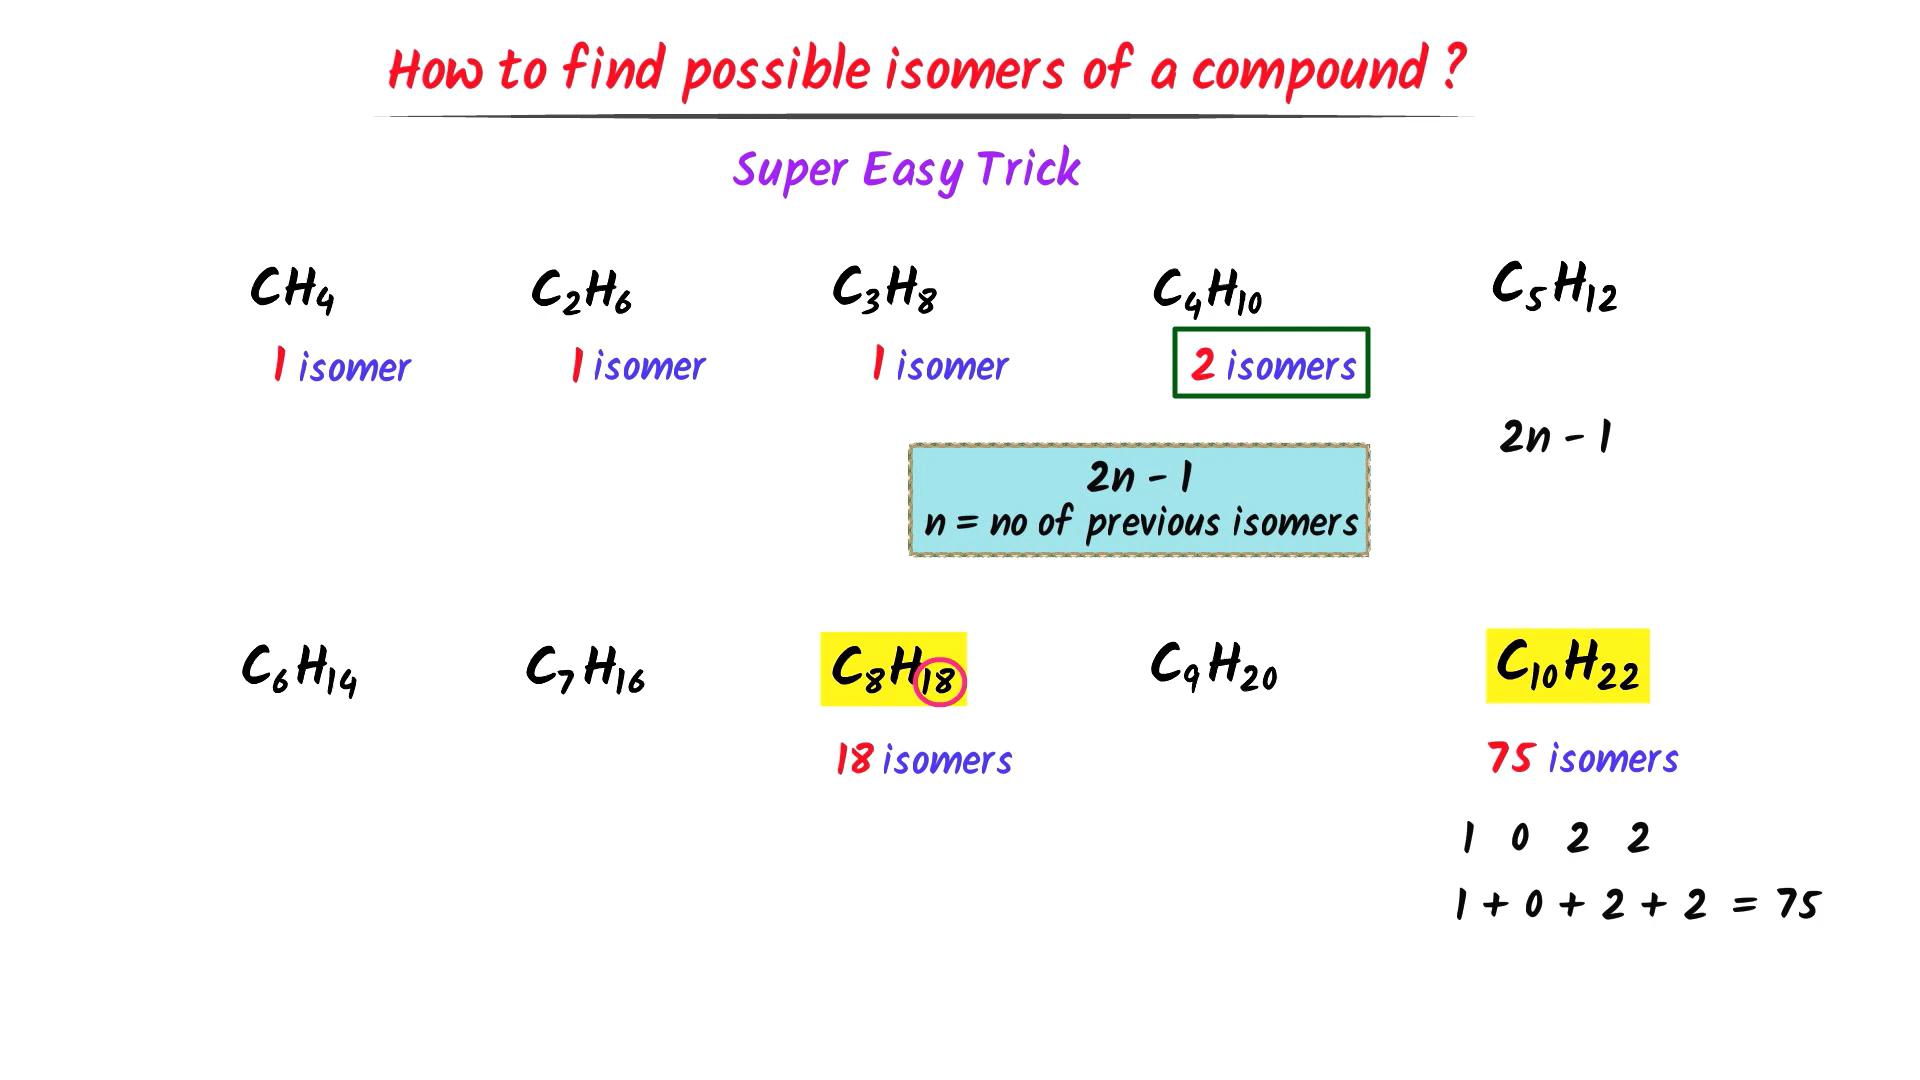 How to find possible isomers of a compound ?
Super Easy Trick
CH₄ C₂H₆ C₃H₈ C₄H₁₀ C₅H₁₂
1 isomer 1 isomer 1 isomer 2 isomers
2n - 1
2n - 1
n = no of previous isomers
C₆H₁₄ C₇H₁₆ C₈H₁₈ C₉H₂₀ C₁₀H₂₂
18 isomers 75 isomers
1 0 2 2
1 + 0 + 2 + 2 = 75